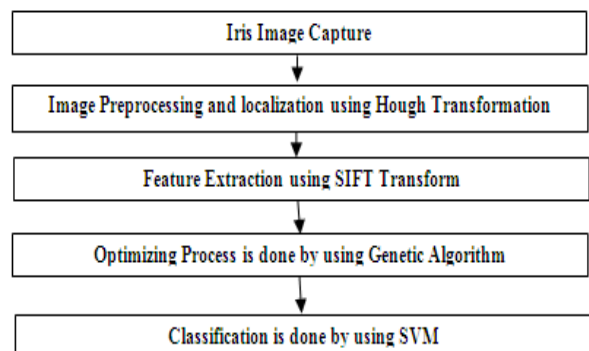 Iris Image Capture
Image Preprocessing and localization using Hough Transformation
Feature Extraction using SIFT Transform
Optimizing Process is done by using Genetic Algorithm
Classification is done by using SVM